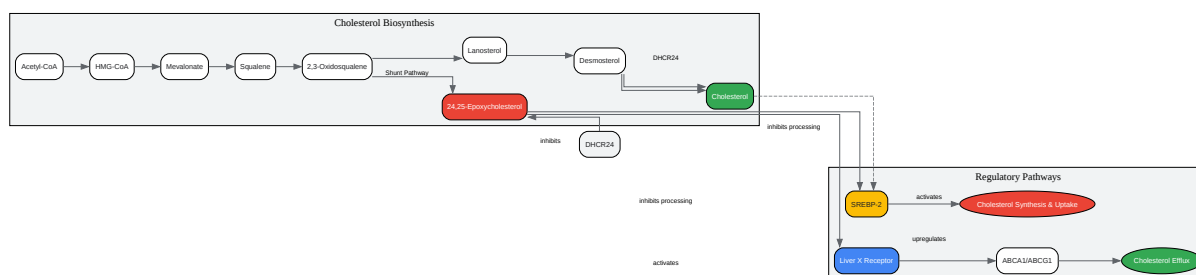 Cholesterol Biosynthesis
Acetyl-CoA
HMG-CoA
Mevalonate
Squalene
2,3-Oxidosqualene
Lanosterol
Desmosterol
DHCR24
Shunt Pathway
Cholesterol
24,25-Epoxycholesterol
inhibits processing
inhibits
DHCR24
Regulatory Pathways
inhibits processing
SREBP-2
activates
Cholesterol Synthesis & Uptake
upregulates
activates
Liver X Receptor
ABCA1/ABCG1
Cholesterol Efflux